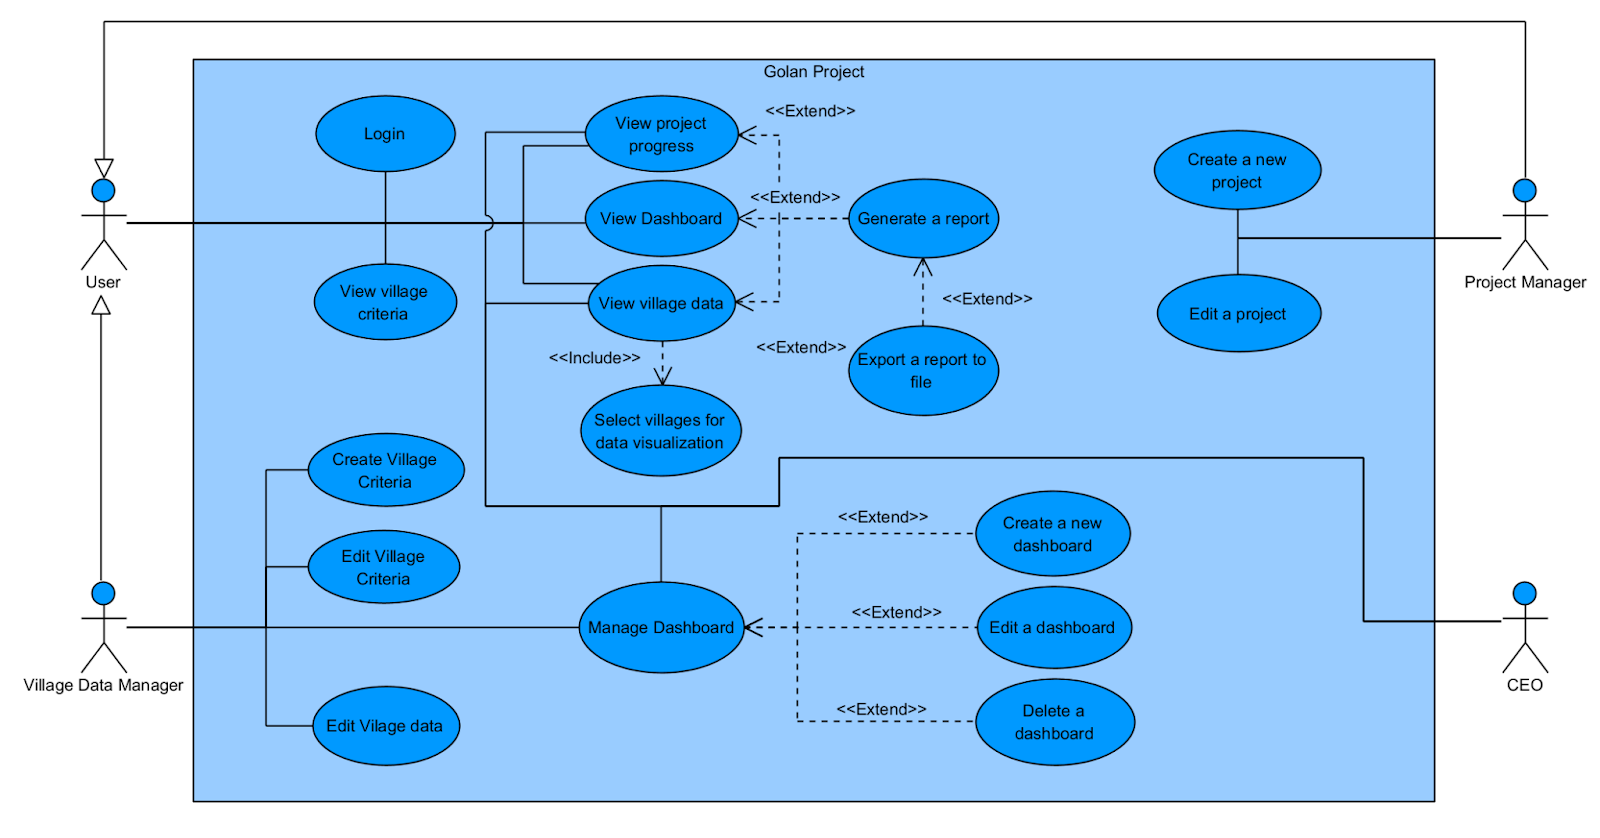 Golan Project
<<Extend>>
View project
progress
Login
Create a new
project
<<Extend>>
View Dashboard
Generate a report
User
Project Manager
View village
criteria
View village data
<<Extend>>
Edit a project
<<Include>>
<<Extend>>
Export a report to
file
Select villages for
data visualization
Create Village
Criteria
<<Extend>>
Create a new
dashboard
Edit Village
Criteria
<<Extend>>
Manage Dashboard
Edit a dashboard
Village Data Manager
CEO
<<Extend>>
Delete a
dashboard
Edit Village data